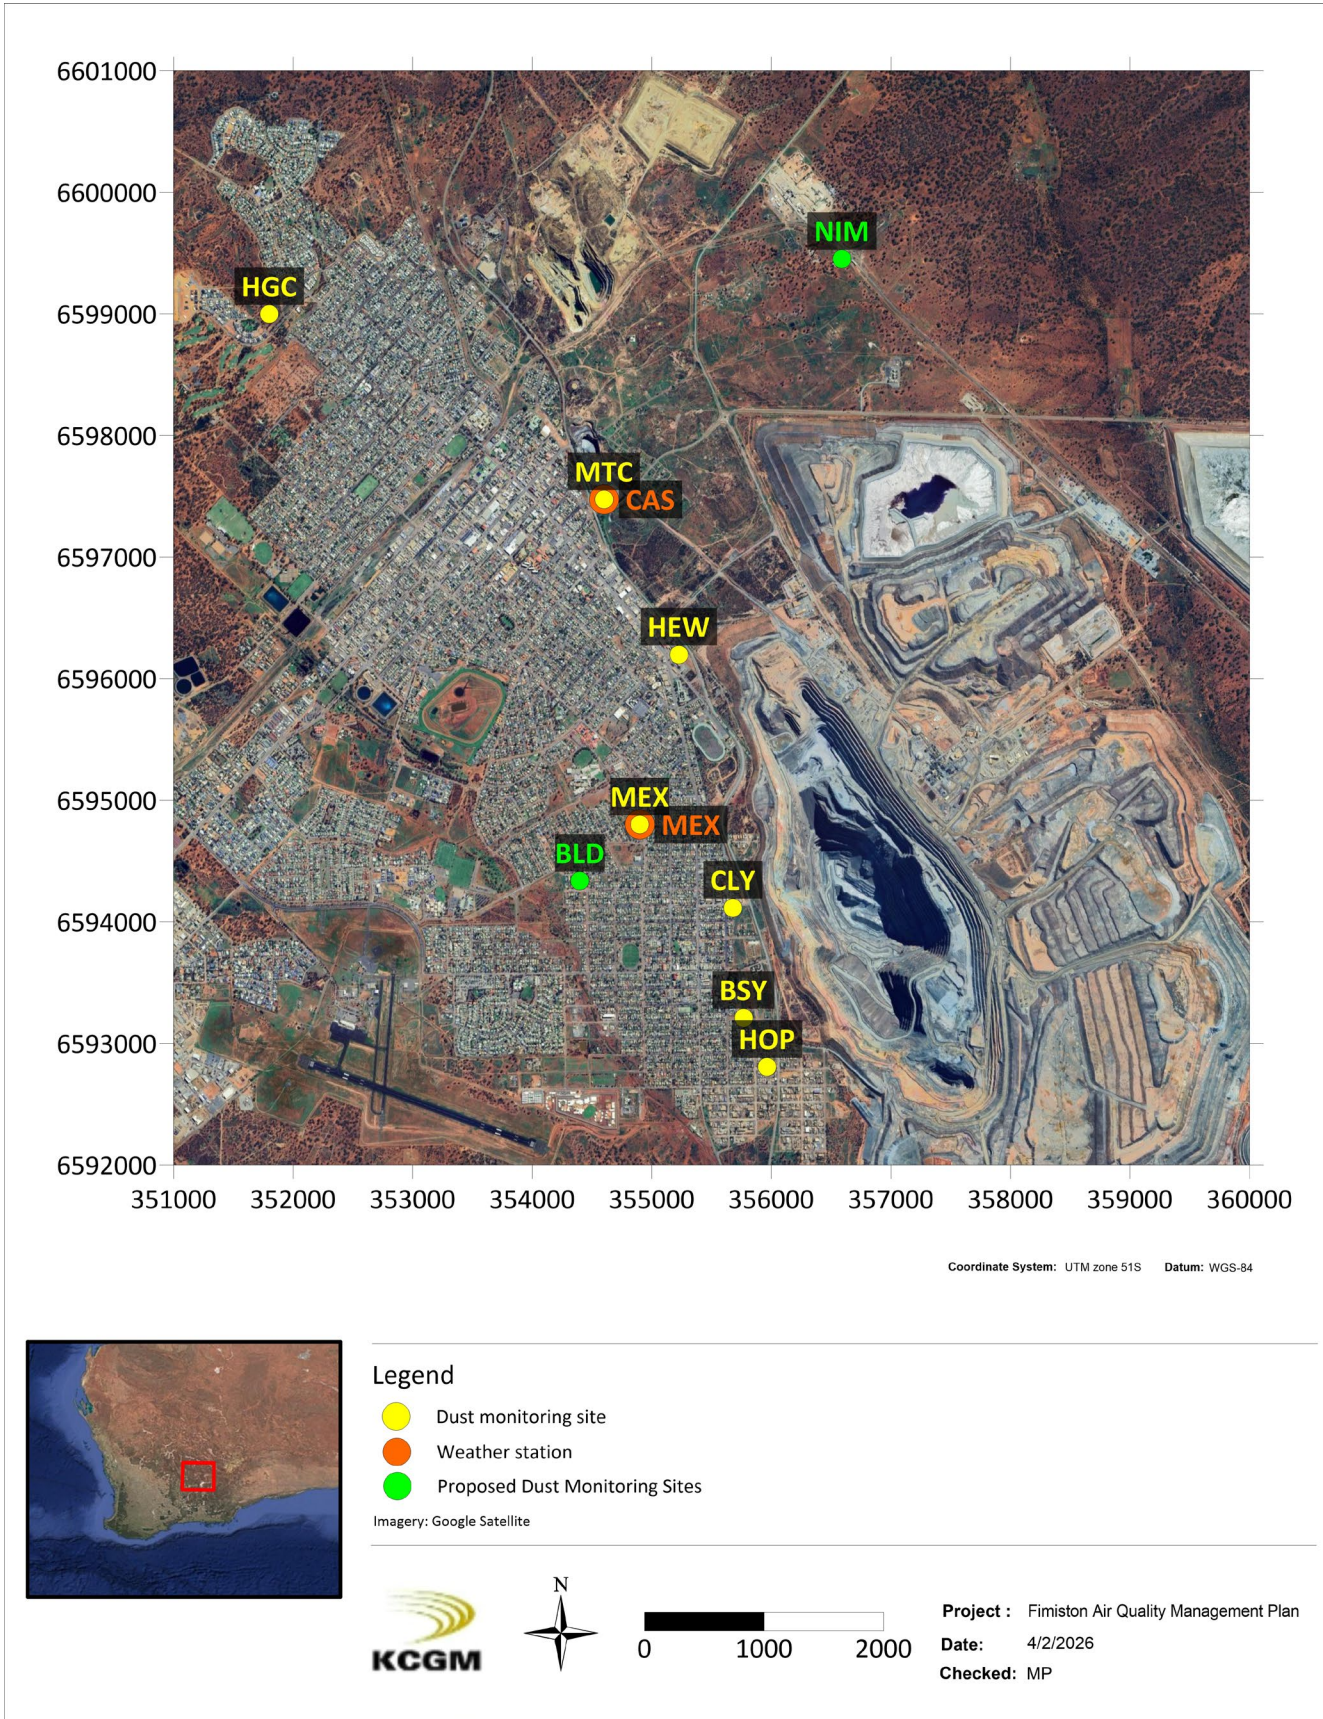 6601000
6600000
NIM
HGC
6599000
6598000
MTC
CAS
6597000
HEW
6596000
6595000
MEX
MEX
BLD
CLY
6594000
BSY
6593000
HOP
6592000
351000 352000 353000 354000 355000 356000 357000 358000 359000 360000
Coordinate System: UTM zone 51S Datum: WGS-84
Legend
Dust monitoring site
Weather station
Proposed Dust Monitoring Sites
Imagery: Google Satellite
N
KCGM
0 1000 2000
Project : Fimiston Air Quality Management Plan
Date: 4/2/2026
Checked: MP